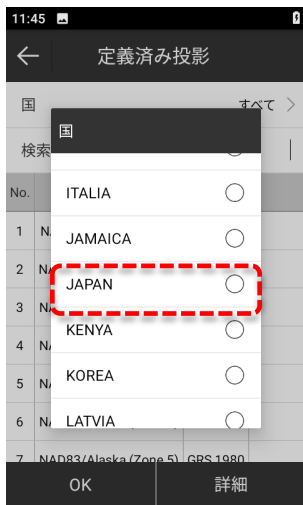 11:45
定義済み投影
国
すべて
国
検索
ITALIA
No.
1 N
JAMAICA
2 N
JAPAN
3 N
KENYA
4 N
5 N
KOREA
6 N
LATVIA
7 NAD83/Alaska (Zone 5) GRS 1980
OK 詳細